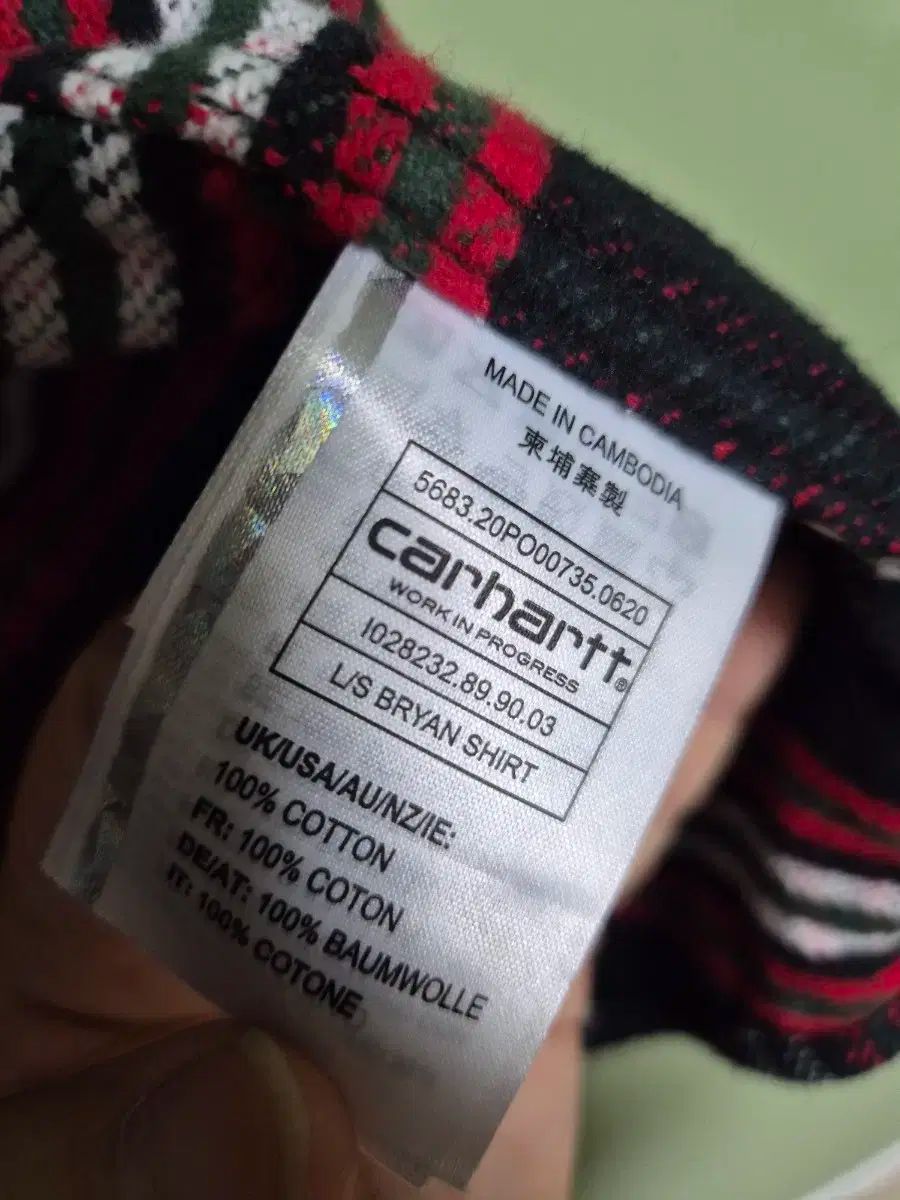 MADE IN CAMBODIA
柬埔寨製
5683.20PO00735.0620
carhartt®
WORK IN PROGRESS
I028232.89.90.03
L/S BRYAN SHIRT
UK/USA/AU/NZ/IE:
100% COTTON
FR: 100% COTON
DE/AT: 100% BAUMWOLLE
IT: 100% COTONE